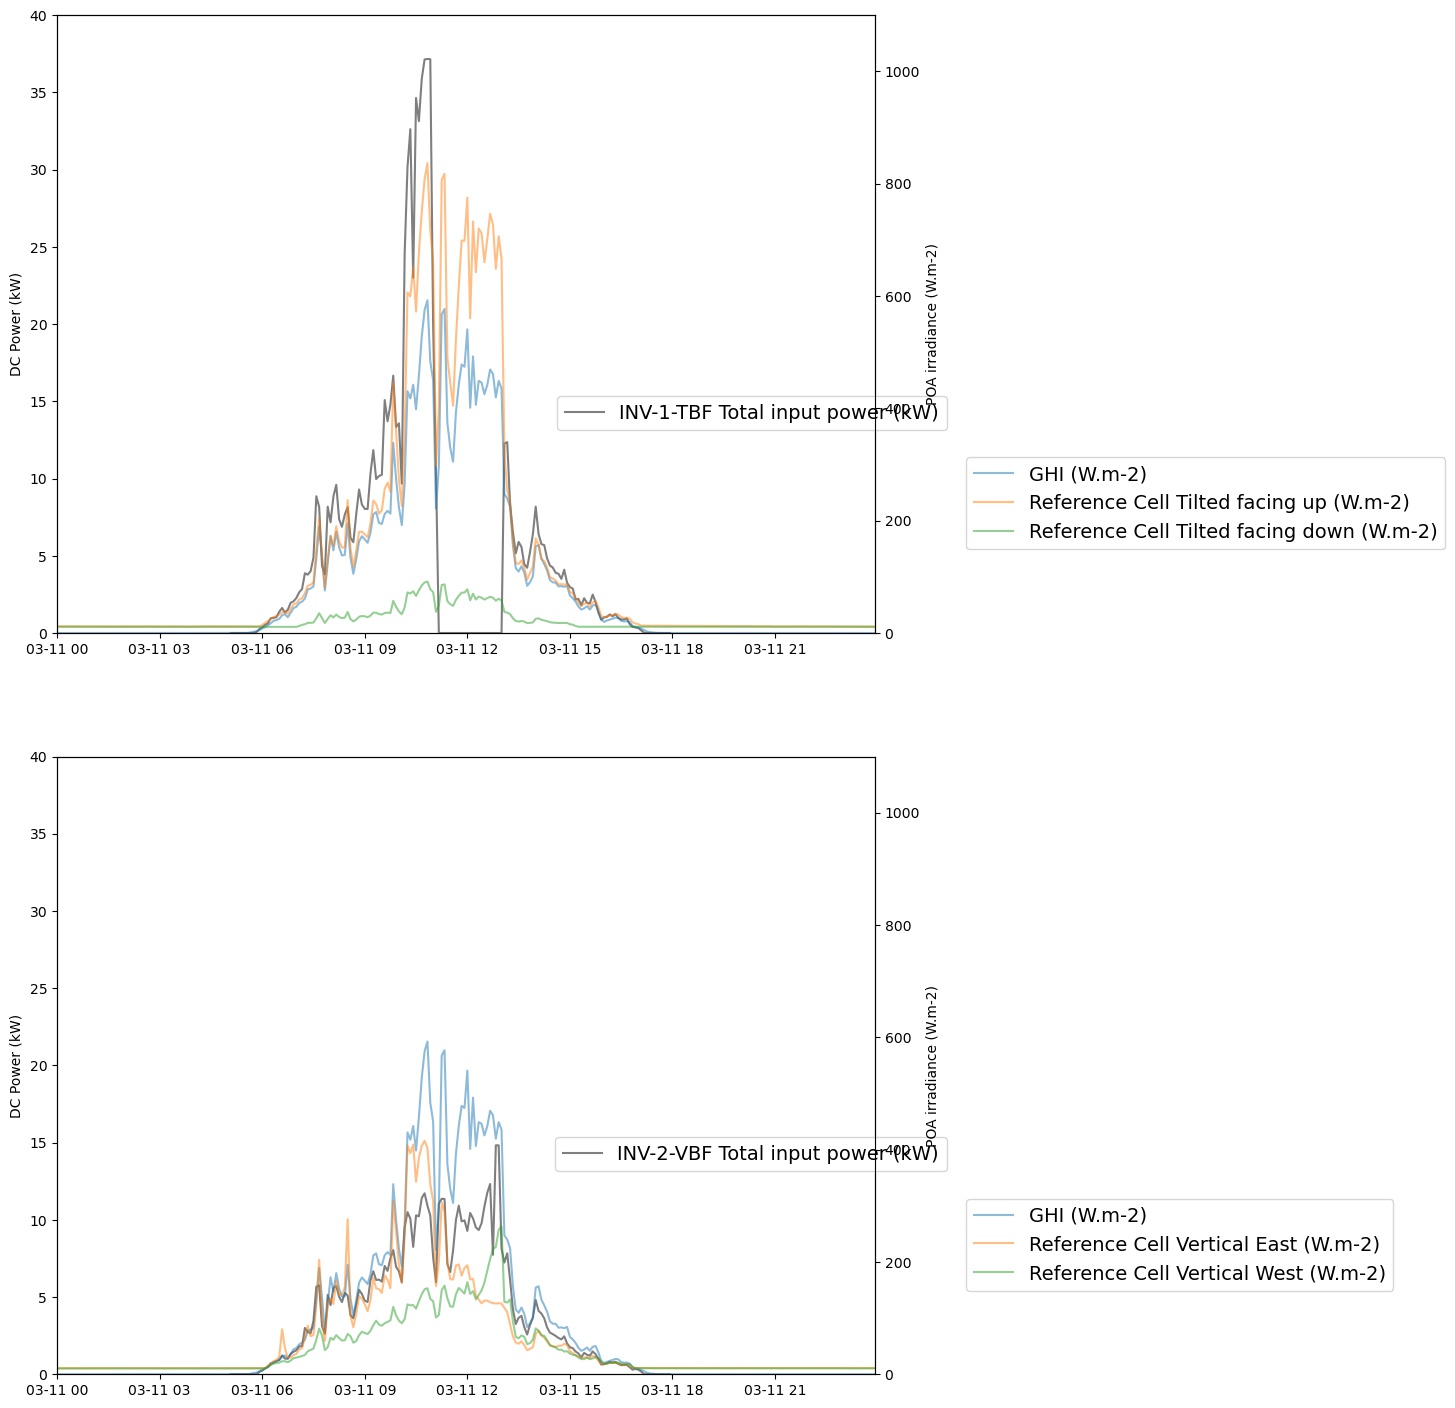 40
35
30
25
20
15
10
5
0
DC Power (kW)
1000
800
600
400
200
0
POA irradiance (W.m-2)
INV-1-TBF Total input power (kW)
GHI (W.m-2)
Reference Cell Tilted facing up (W.m-2)
Reference Cell Tilted facing down (W.m-2)
03-11 00 03-11 03 03-11 06 03-11 09 03-11 12 03-11 15 03-11 18 03-11 21
40
35
30
25
20
15
10
5
0
DC Power (kW)
1000
800
600
400
200
0
POA irradiance (W.m-2)
INV-2-VBF Total input power (kW)
GHI (W.m-2)
Reference Cell Vertical East (W.m-2)
Reference Cell Vertical West (W.m-2)
03-11 00 03-11 03 03-11 06 03-11 09 03-11 12 03-11 15 03-11 18 03-11 21